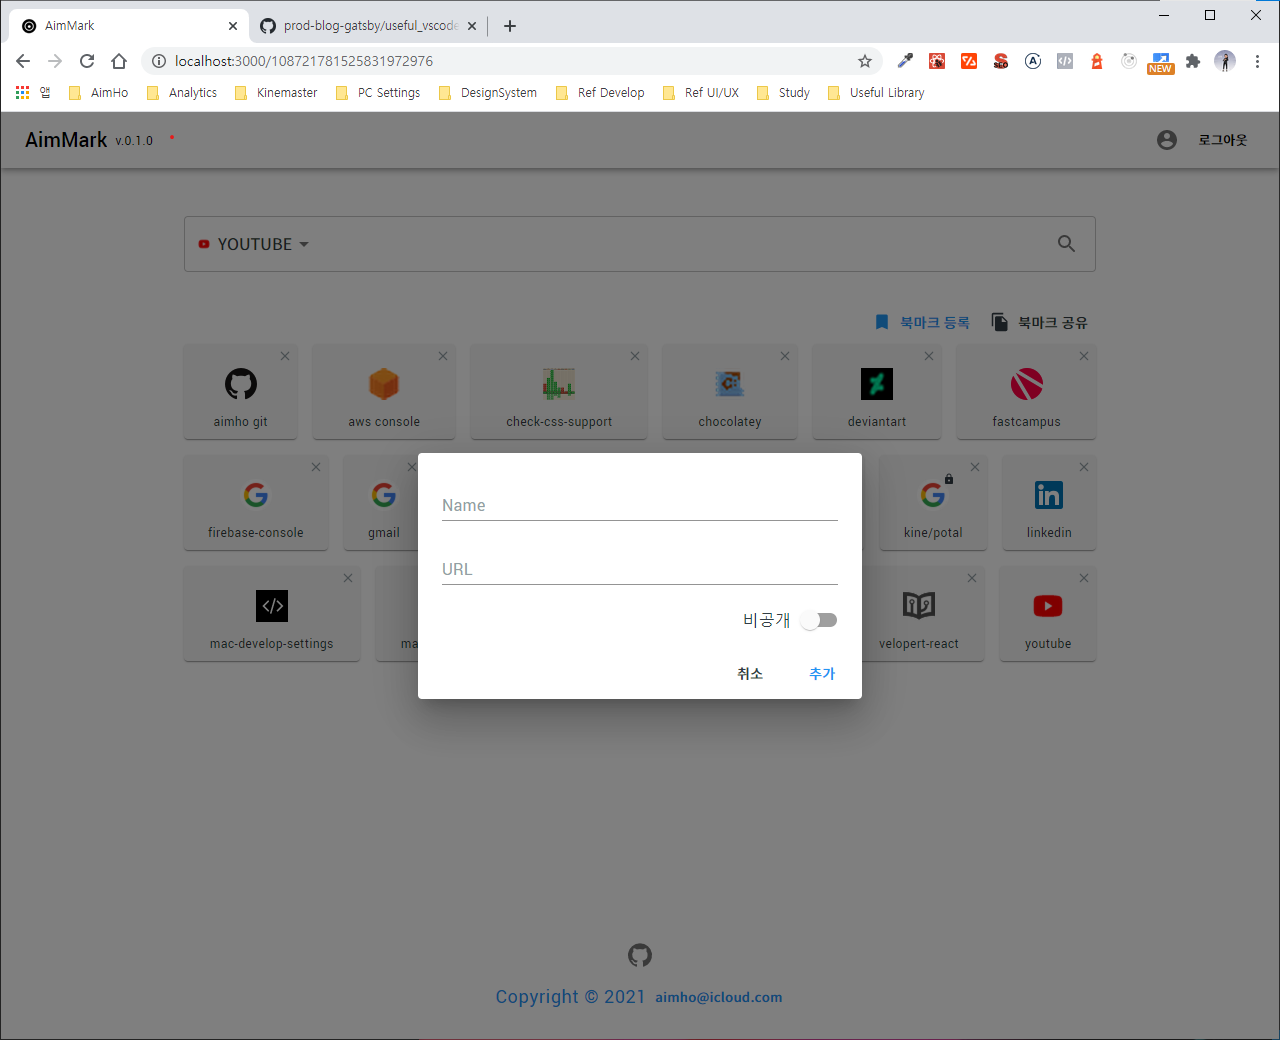 AimMark
prod-blog-gatsby/useful_vscode
localhost:3000/108721781525831972976
NEW
앱 AimHo Analytics Kinemaster PC Settings DesignSystem Ref Develop Ref UI/UX Study Useful Library
AimMark v.0.1.0 로그아웃
YOUTUBE
북마크 등록 북마크 공유
aimho git aws console check-css-support chocolatey deviantart fastcampus
firebase-console gmail kine/potal linkedin
Name
URL
비공개
mac-develop-settings ma velopert-react youtube
취소 추가
Copyright © 2021 aimho@icloud.com